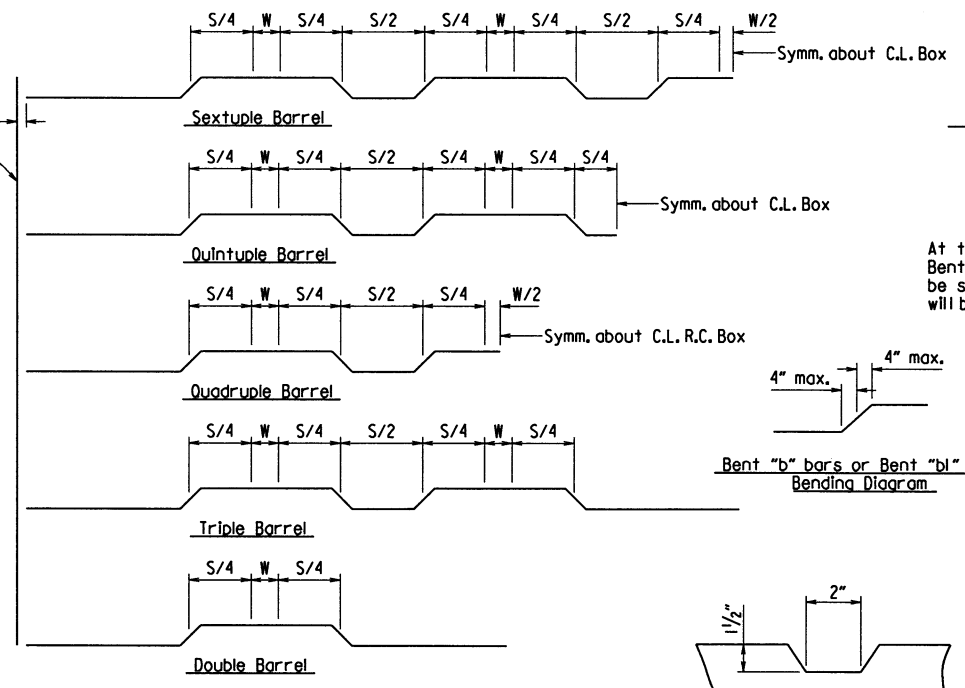 S/4 W S/4 S/2 S/4 W S/4 S/2 S/4 W/2
Symm. about C.L. Box
Sextuple Barrel
S/4 W S/4 S/2 S/4 W S/4 S/4
Symm. about C.L. Box
Quintuple Barrel
At t
Bent
be s
will b
S/4 W S/4 S/2 S/4 W/2
Symm. about C.L. R.C. Box
Quadruple Barrel
4" max.
4" max.
Bent "b" bars or Bent "b1"
Bending Diagram
S/4 W S/4 S/2 S/4 W S/4
Triple Barrel
S/4 W S/4
Double Barrel
2"
1½"